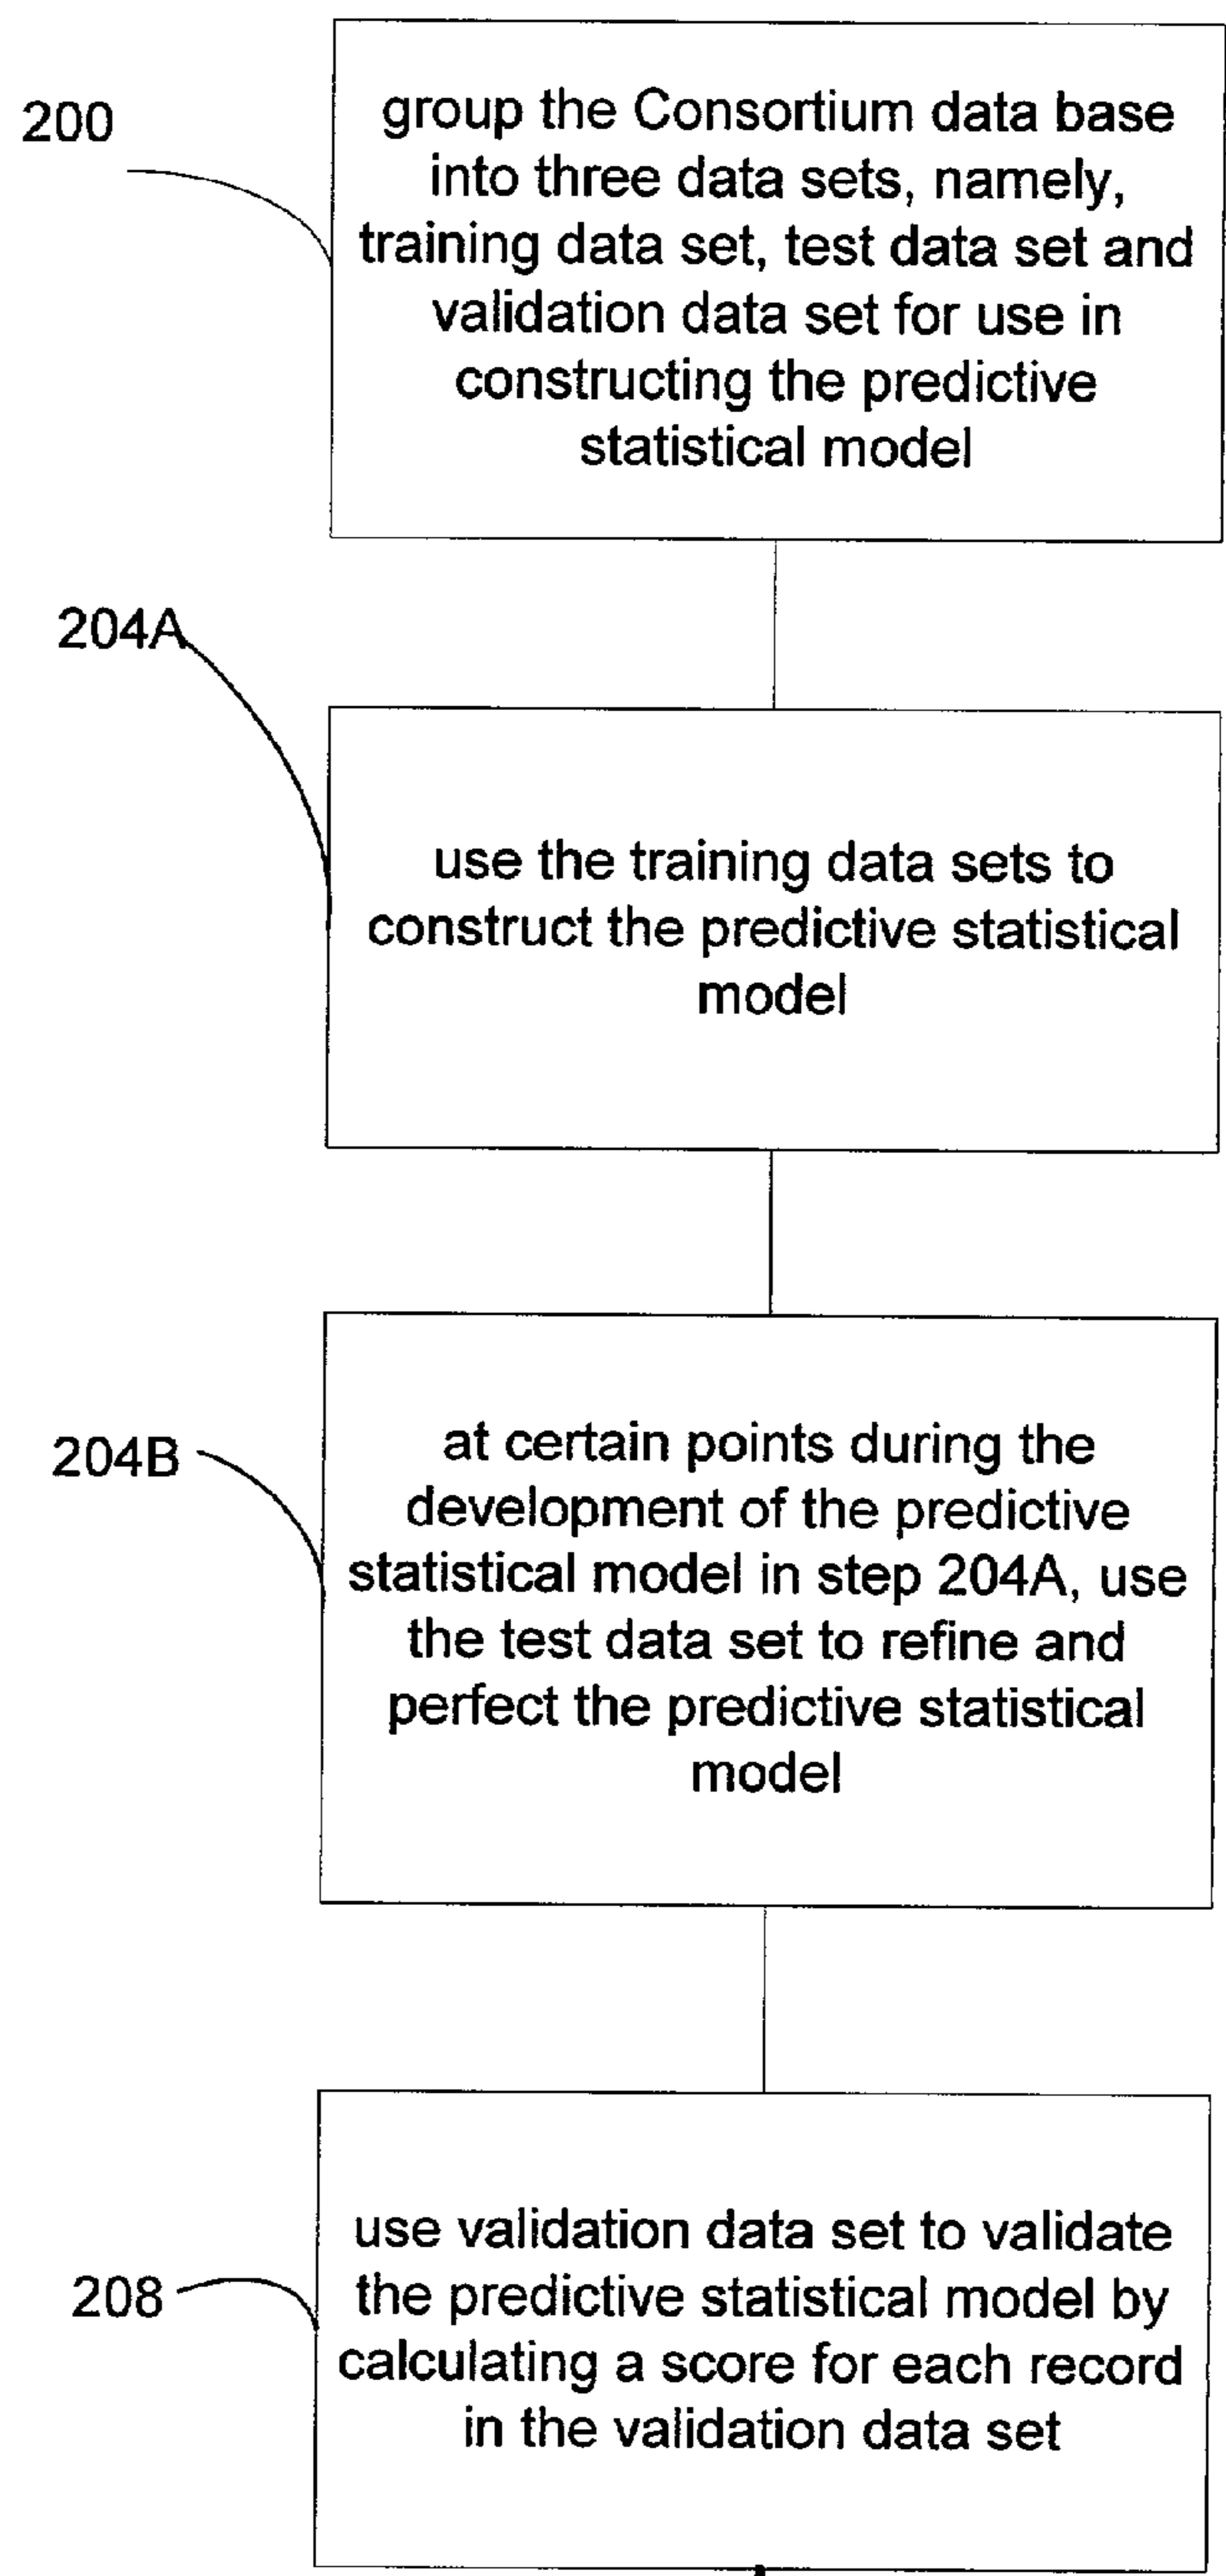 200
group the Consortium data base
into three data sets, namely,
training data set, test data set and
validation data set for use in
constructing the predictive
statistical model
204A
use the training data sets to
construct the predictive statistical
model
204B
at certain points during the
development of the predictive
statistical model in step 204A, use
the test data set to refine and
perfect the predictive statistical
model
208
use validation data set to validate
the predictive statistical model by
calculating a score for each record
in the validation data set